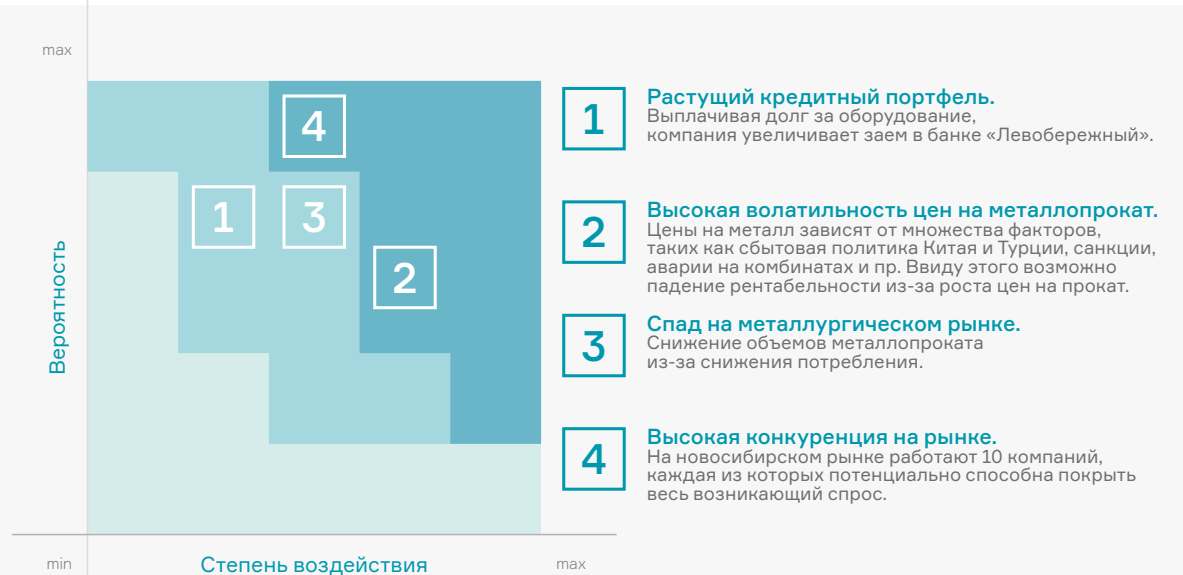 max
4
1
3
2
Вероятность
min
Степень воздействия
max
1
Растущий кредитный портфель.
Выплачивая долг за оборудование,
компания увеличивает заем в банке «Левобережный».
2
Высокая волатильность цен на металлопрокат.
Цены на металл зависят от множества факторов,
таких как сбытовая политика Китая и Турции, санкции,
аварии на комбинатах и пр. Ввиду этого возможно
падение рентабельности из-за роста цен на прокат.
3
Спад на металлургическом рынке.
Снижение объемов металлопроката
из-за снижения потребления.
4
Высокая конкуренция на рынке.
На новосибирском рынке работают 10 компаний,
каждая из которых потенциально способна покрыть
весь возникающий спрос.